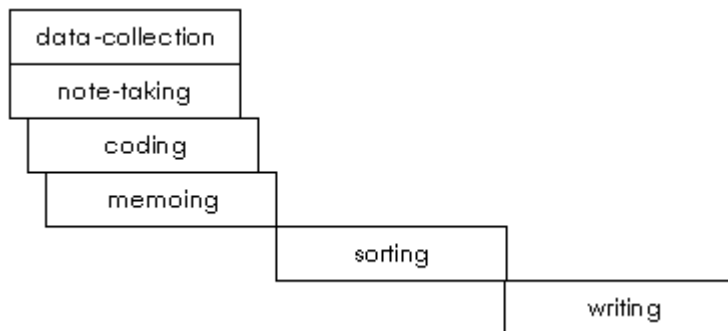 data-collection
note-taking
coding
memoing
sorting
writing